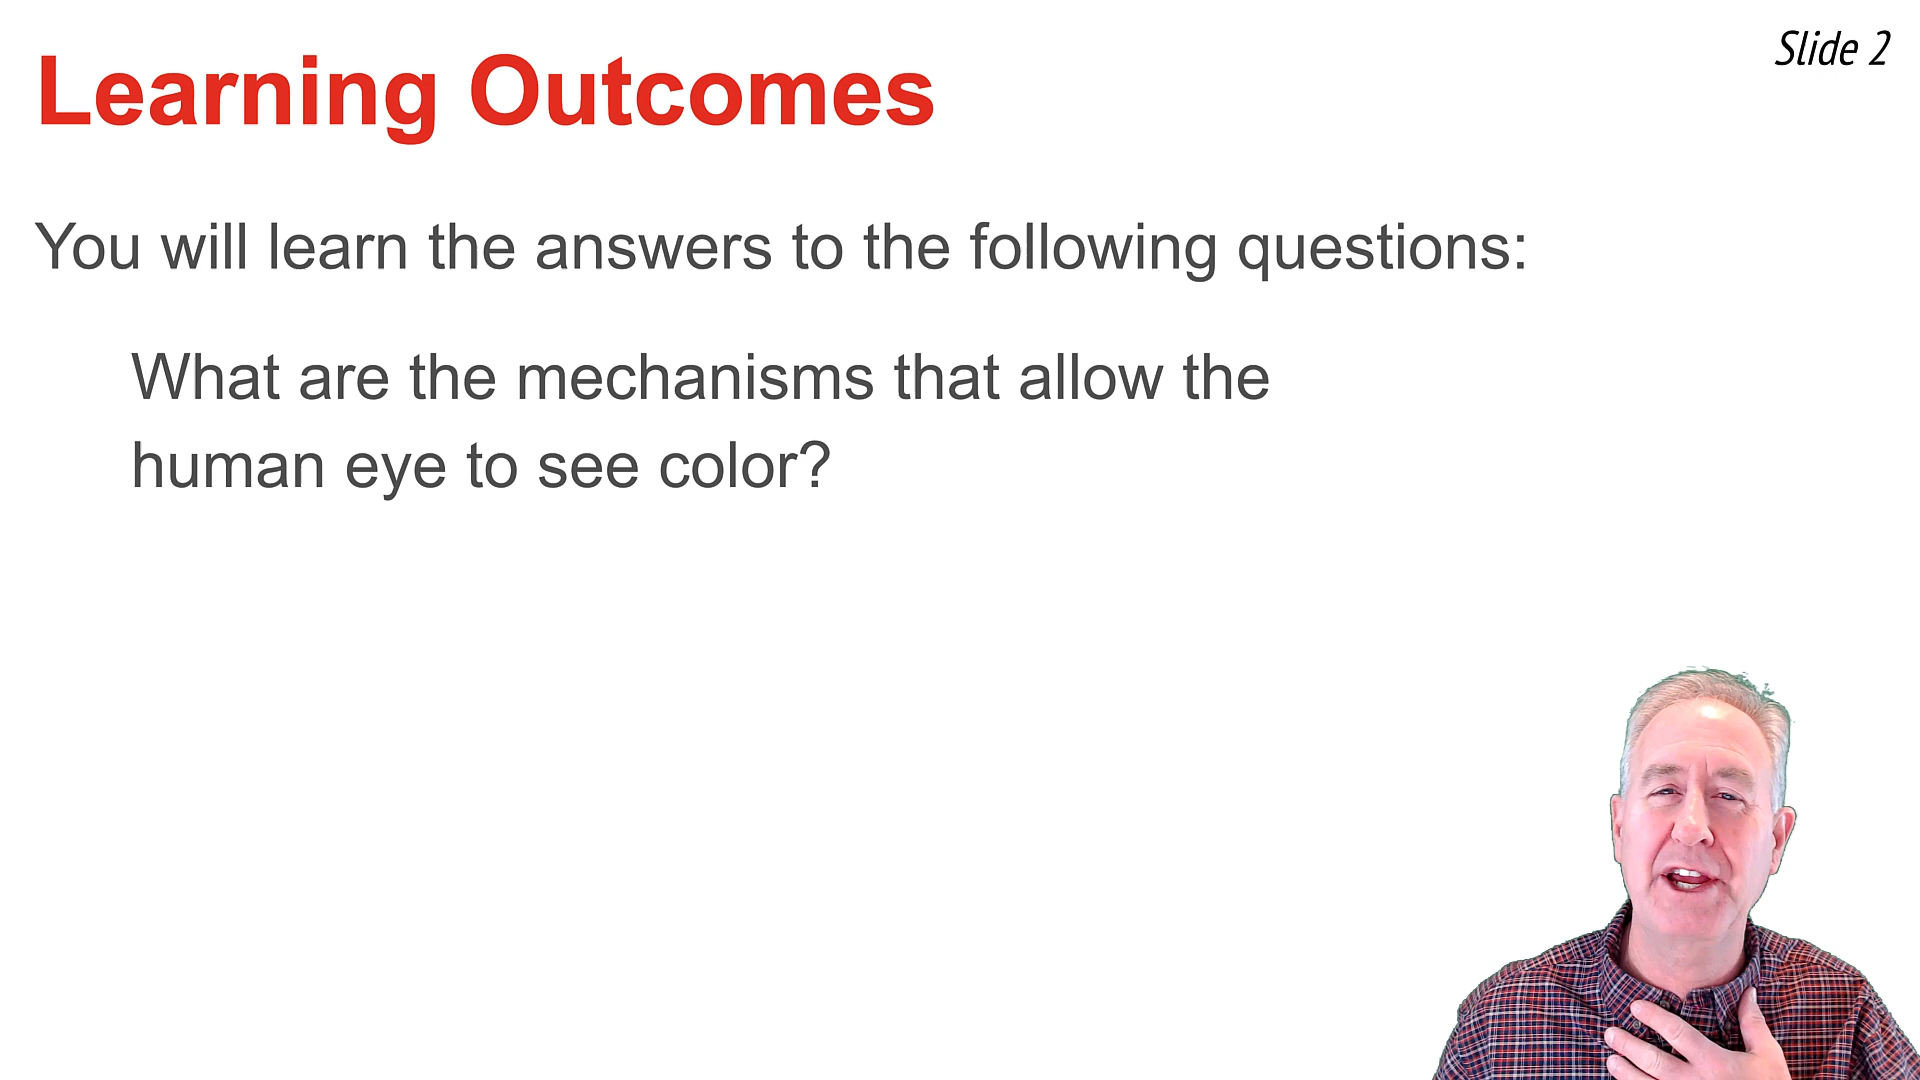 Learning Outcomes
Slide 2
You will learn the answers to the following questions:
What are the mechanisms that allow the
human eye to see color?